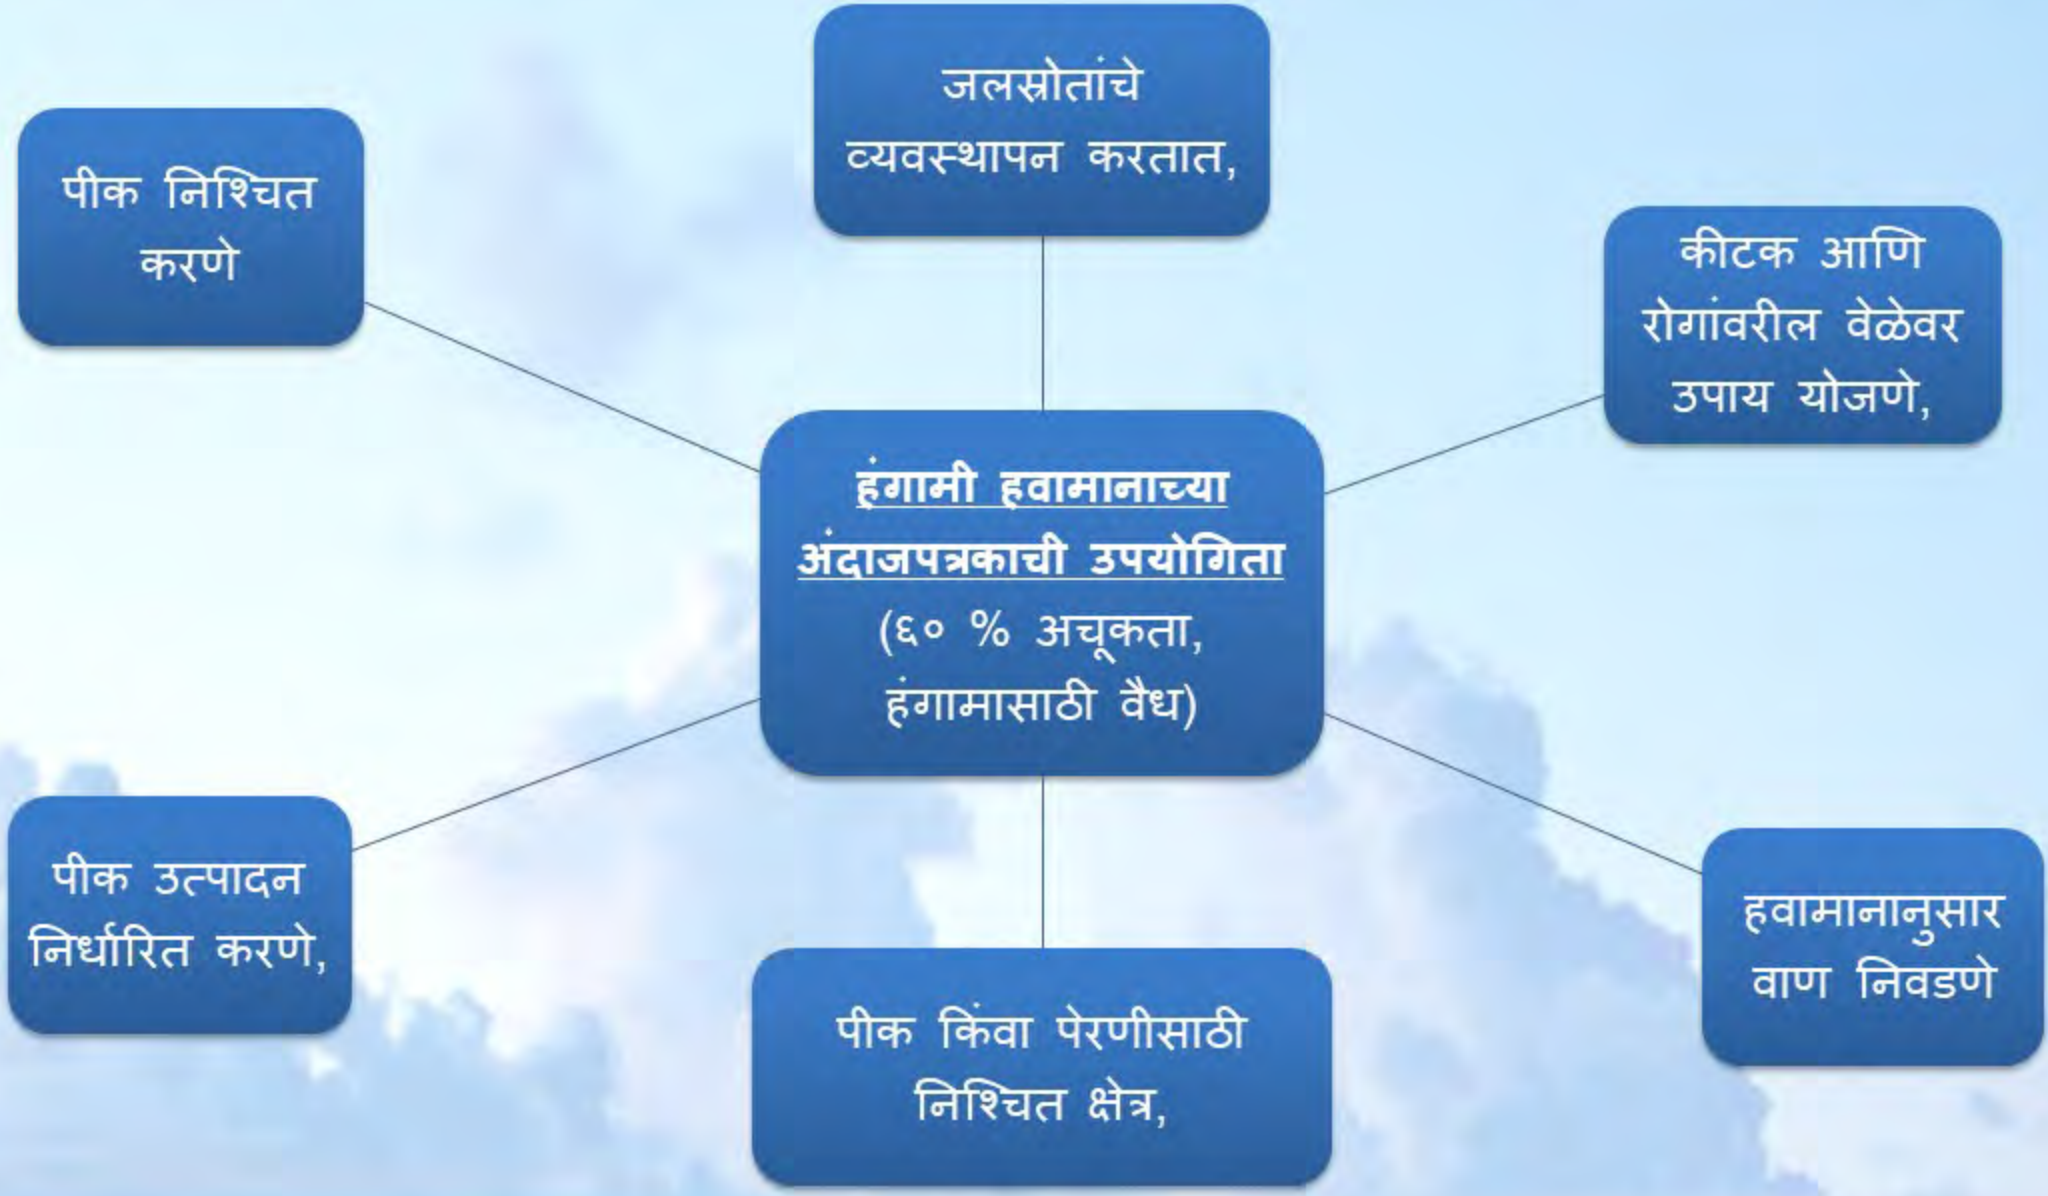 जलस्रोतांचे
व्यवस्थापन करतात,
पीक निश्चित
करणे
कीटक आणि
रोगांवरील वेळेवर
उपाय योजणे,
हंगामी हवामानाच्या
अंदाजपत्रकाची उपयोगिता
(६० % अचूकता,
हंगामासाठी वैध)
पीक उत्पादन
निर्धारित करणे,
हवामानानुसार
वाण निवडणे
पीक किंवा पेरणीसाठी
निश्चित क्षेत्र,